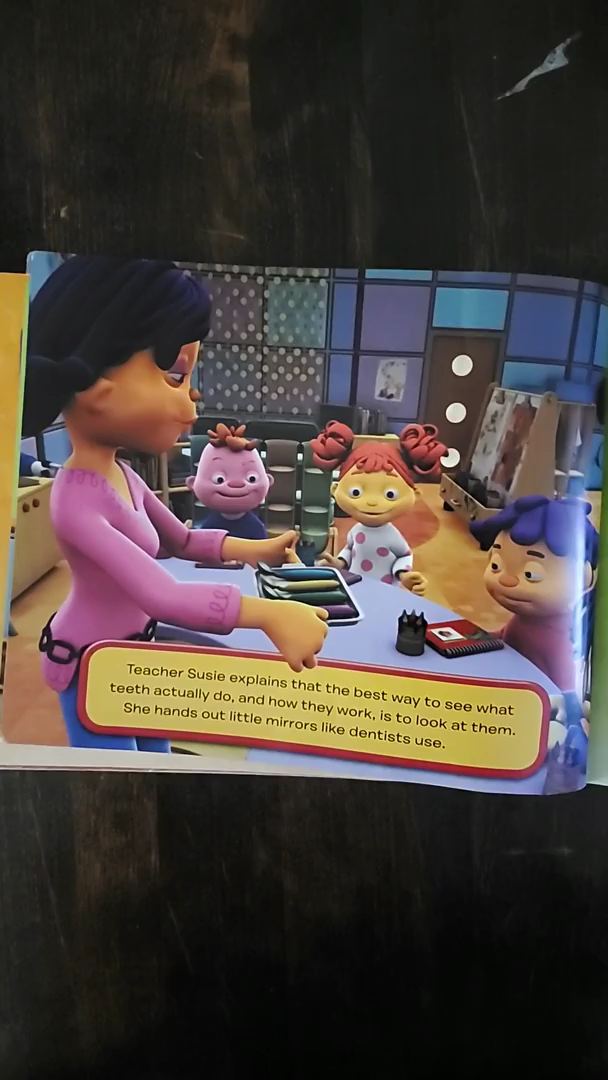 Teacher Susie explains that the best way to see what
teeth actually do, and how they work, is to look at them.
She hands out little mirrors like dentists use.